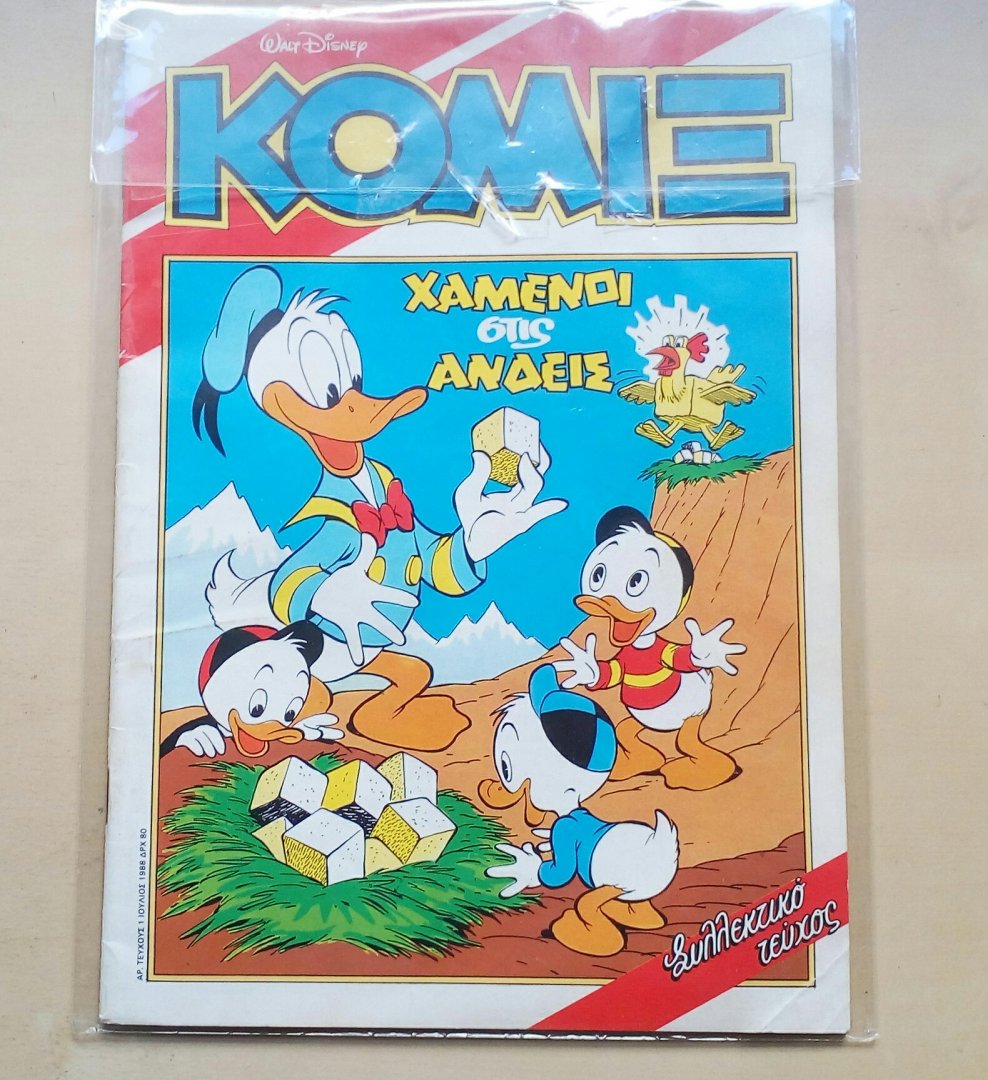 WALT DISNEY
ΚΟΜΙΞ
ΧΑΜΕΝΟΙ
στις
ΑΝΔΕΙΣ
ΑΡ. ΤΕΥΧΟΥΣ 1 ΙΟΥΛΙΟΣ 1988 ΔΡΧ 80
Συλλεκτικό
τεύχος